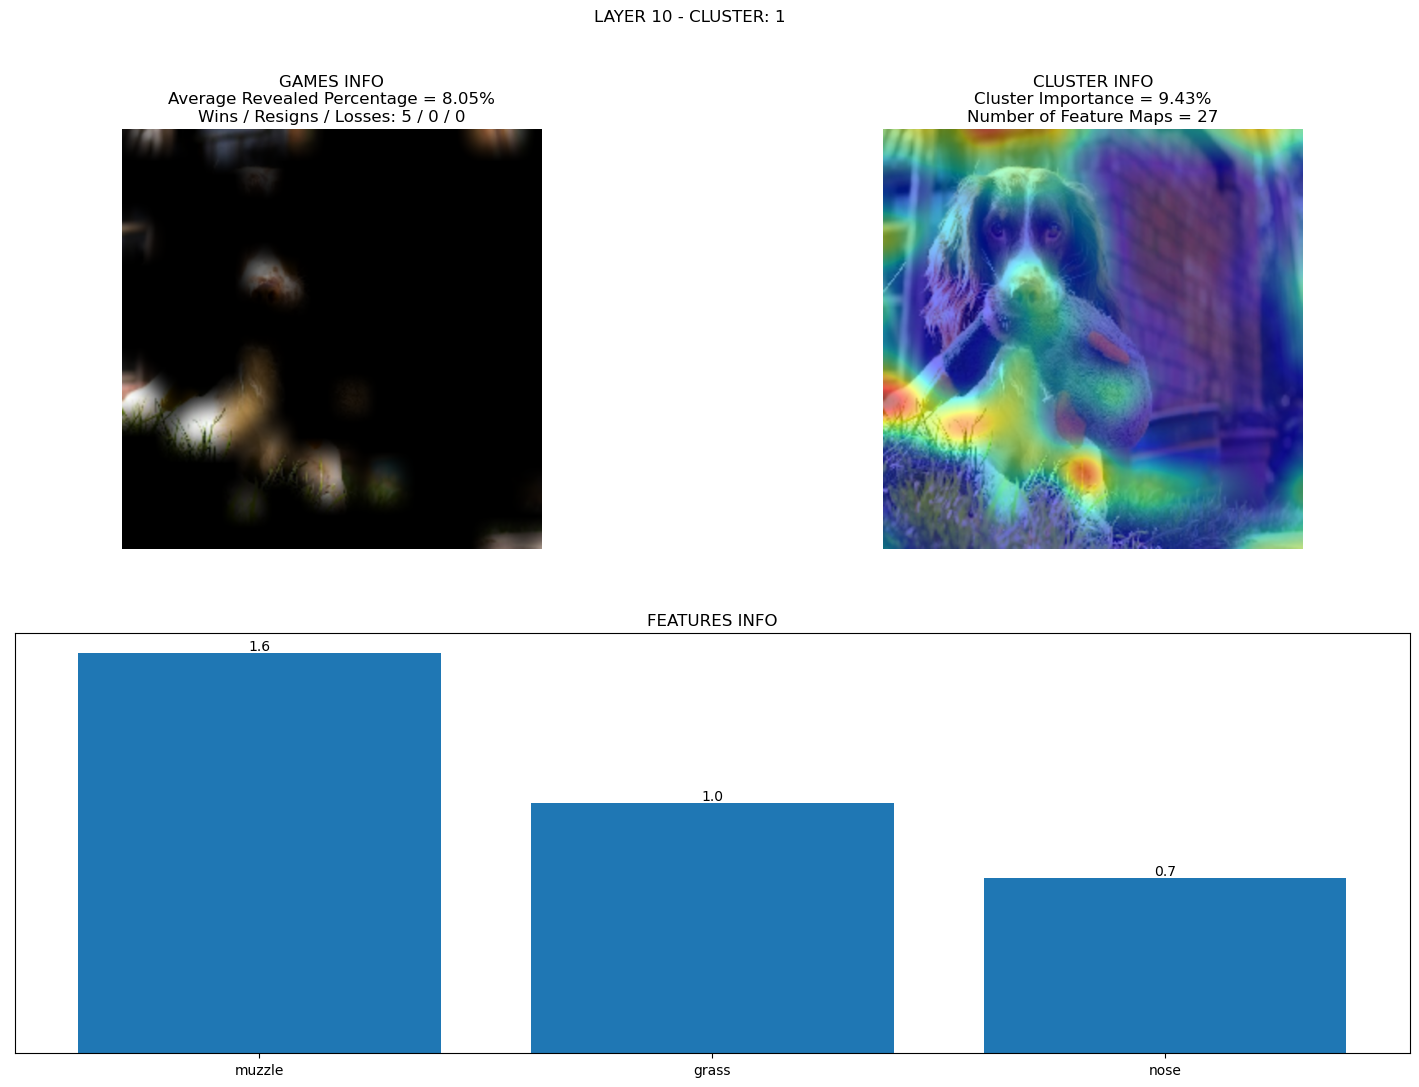 LAYER 10 - CLUSTER: 1
GAMES INFO
Average Revealed Percentage = 8.05%
Wins / Resigns / Losses: 5 / 0 / 0
CLUSTER INFO
Cluster Importance = 9.43%
Number of Feature Maps = 27
FEATURES INFO
1.6
1.0
0.7
muzzle
grass
nose